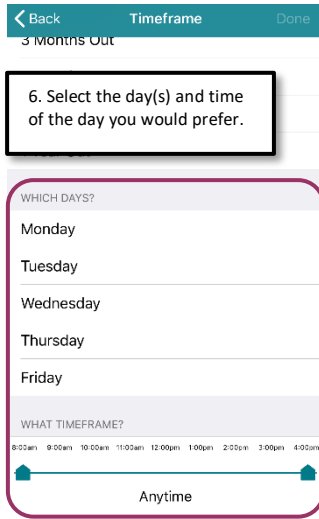 Back Timeframe Done
3 Months Out
6. Select the day(s) and time
of the day you would prefer.
WHICH DAYS?
Monday
Tuesday
Wednesday
Thursday
Friday
WHAT TIMEFRAME?
8:00am 9:00am 10:00am 11:00am 12:00pm 1:00pm 2:00pm 3:00pm 4:00pm
Anytime